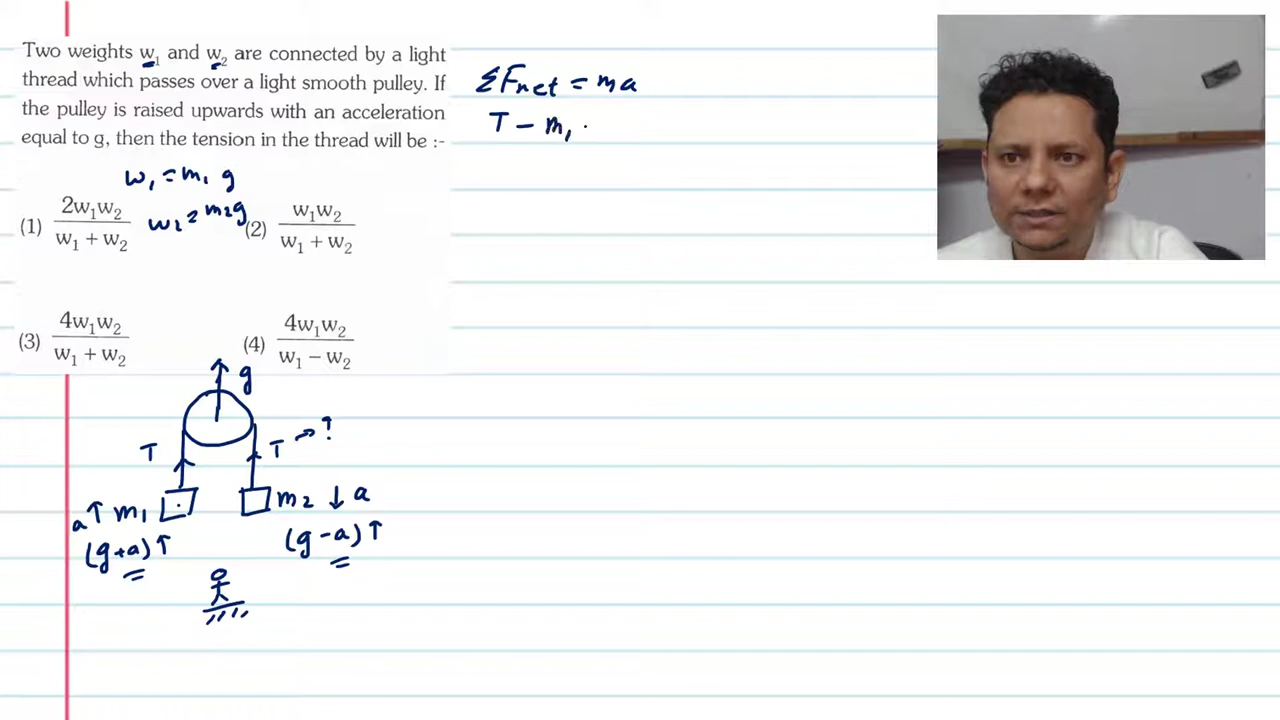 Two weights w₁ and w₂ are connected by a light
thread which passes over a light smooth pulley. If
the pulley is raised upwards with an acceleration
equal to g, then the tension in the thread will be :-
w₁ = m₁ g
w₂ = m₂g
(1) 2w₁w₂ / w₁ + w₂
(2) w₁w₂ / w₁ + w₂
(3) 4w₁w₂ / w₁ + w₂
(4) 4w₁w₂ / w₁ − w₂
g
T
T → ?
a ↑ m₁
m₂ ↓ a
(g+a) ↑
(g−a) ↑
ΣFnet = ma
T − m₁